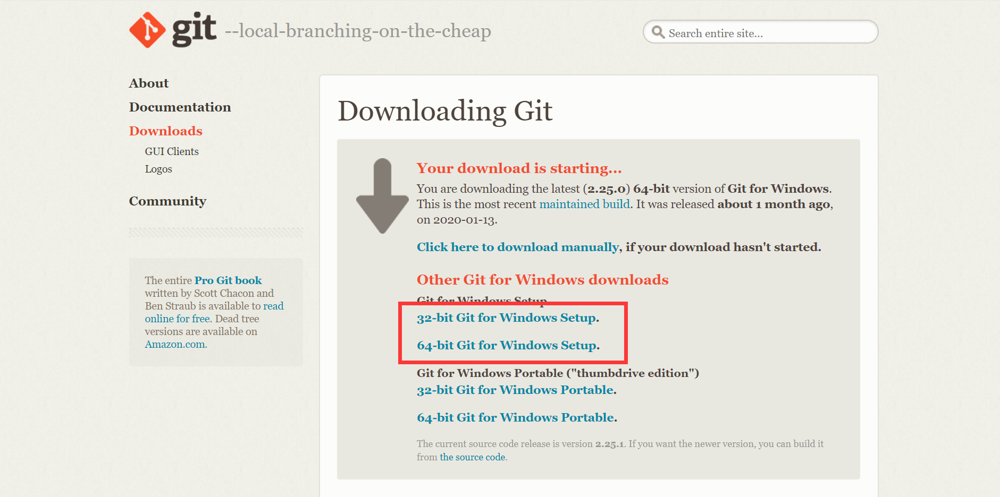 git --local-branching-on-the-cheap
Search entire site...
About
Documentation
Downloads
GUI Clients
Logos
Community
The entire Pro Git book
written by Scott Chacon and
Ben Straub is available to read
online for free. Dead tree
versions are available on
Amazon.com.
Downloading Git
Your download is starting...
You are downloading the latest (2.25.0) 64-bit version of Git for Windows.
This is the most recent maintained build. It was released about 1 month ago,
on 2020-01-13.
Click here to download manually, if your download hasn't started.
Other Git for Windows downloads
Git for Windows Setup
32-bit Git for Windows Setup.
64-bit Git for Windows Setup.
Git for Windows Portable ("thumbdrive edition")
32-bit Git for Windows Portable.
64-bit Git for Windows Portable.
The current source code release is version 2.25.1. If you want the newer version, you can build it
from the source code.